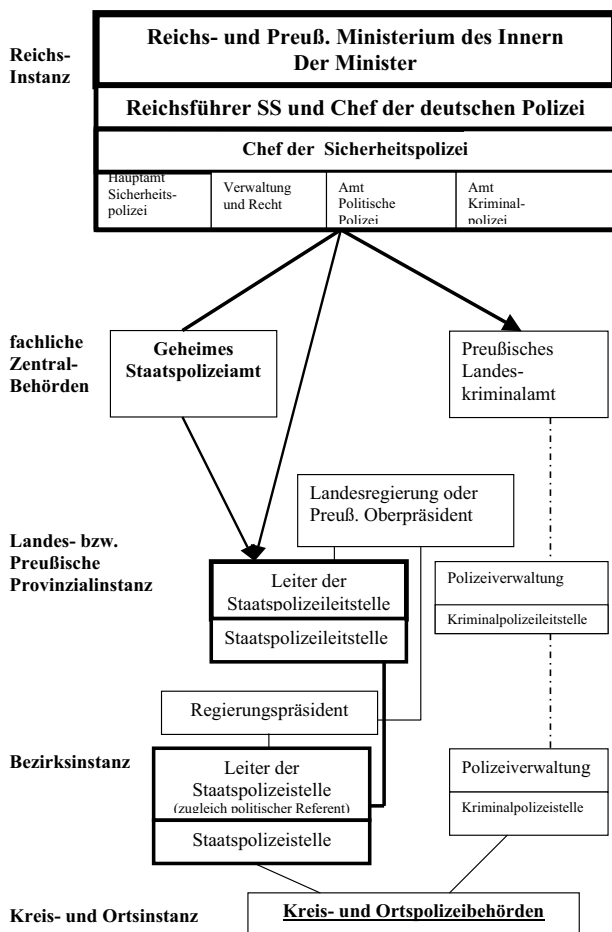 Reichs-
Instanz
Reichs- und Preuß. Ministerium des Innern
Der Minister
Reichsführer SS und Chef der deutschen Polizei
Chef der Sicherheitspolizei
Hauptamt
Sicherheits-
polizei
Verwaltung
und Recht
Amt
Politische
Polizei
Amt
Kriminal-
polizei
fachliche
Zentral-
Behörden
Geheimes
Staatspolizeiamt
Preußisches
Landes-
kriminalamt
Landesregierung oder
Preuß. Oberpräsident
Landes- bzw.
Preußische
Provinzialinstanz
Leiter der
Staatspolizeileitstelle
Staatspolizeileitstelle
Polizeiverwaltung
Kriminalpolizeileitstelle
Regierungspräsident
Bezirksinstanz
Leiter der
Staatspolizeistelle
(zugleich politischer Referent)
Staatspolizeistelle
Polizeiverwaltung
Kriminalpolizeistelle
Kreis- und Ortsinstanz
Kreis- und Ortspolizeibehörden